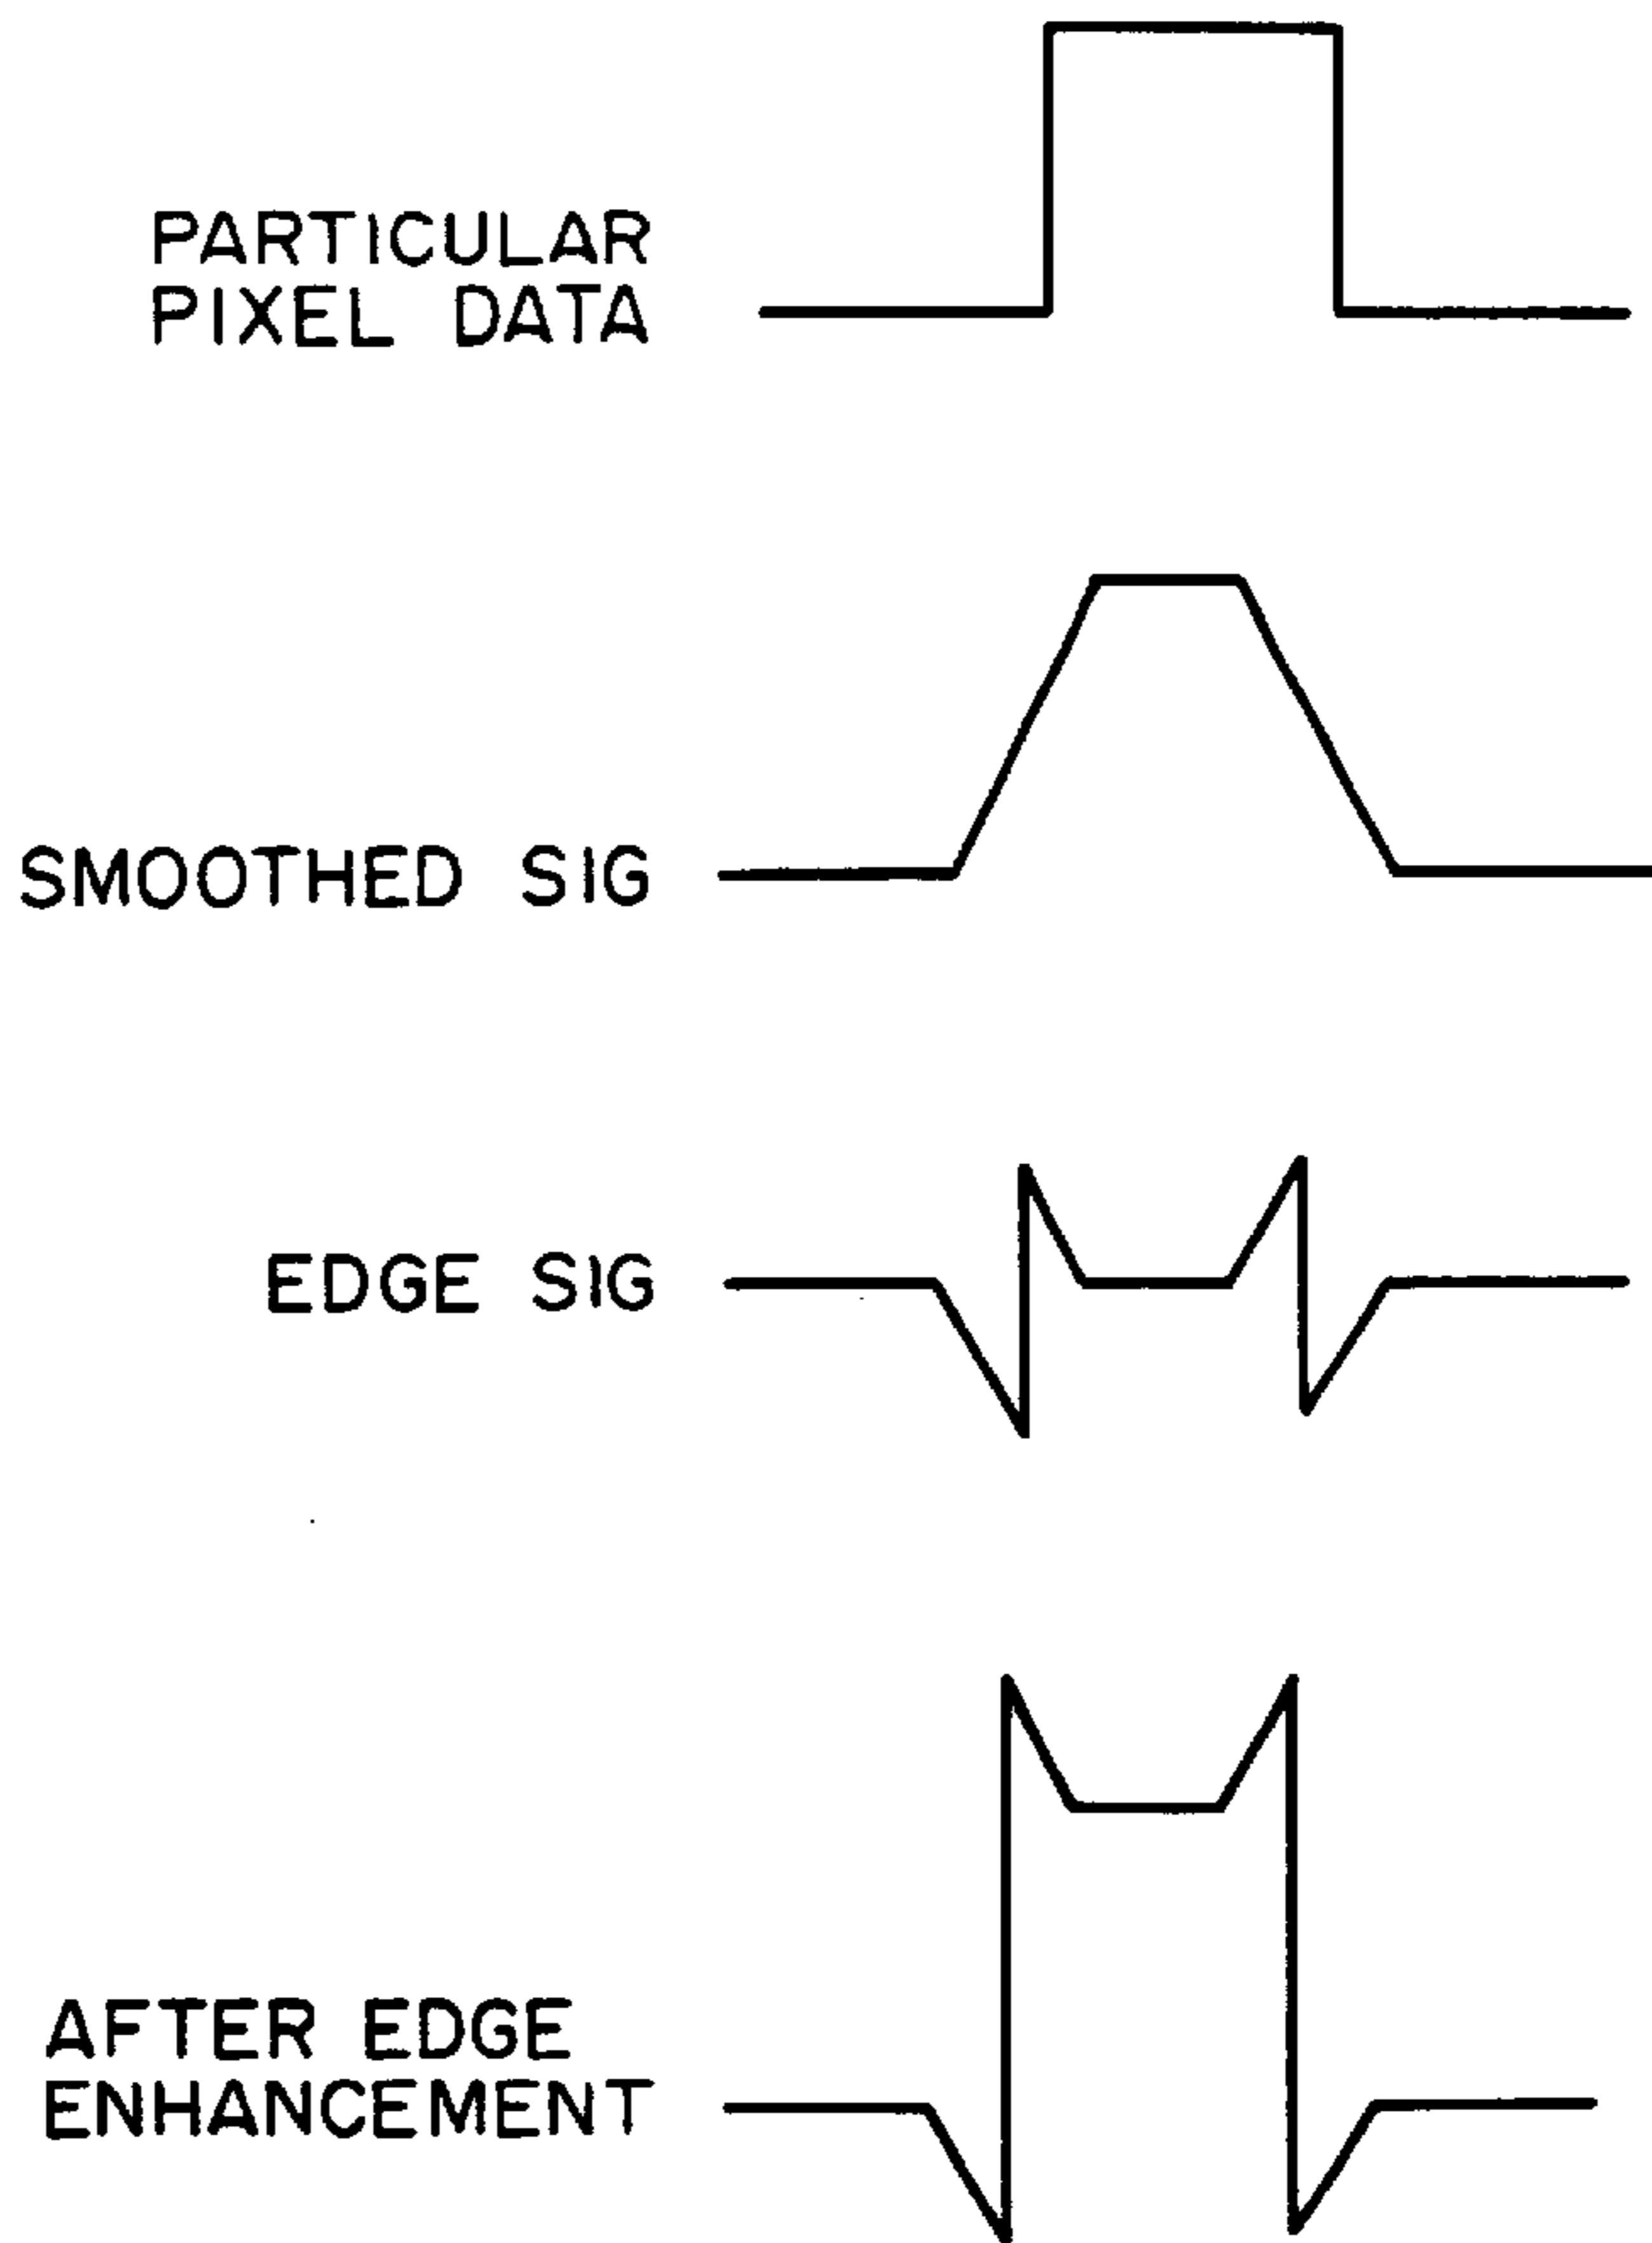 PARTICULAR
PIXEL DATA
SMOOTHED SIG
EDGE SIG
AFTER EDGE
ENHANCEMENT